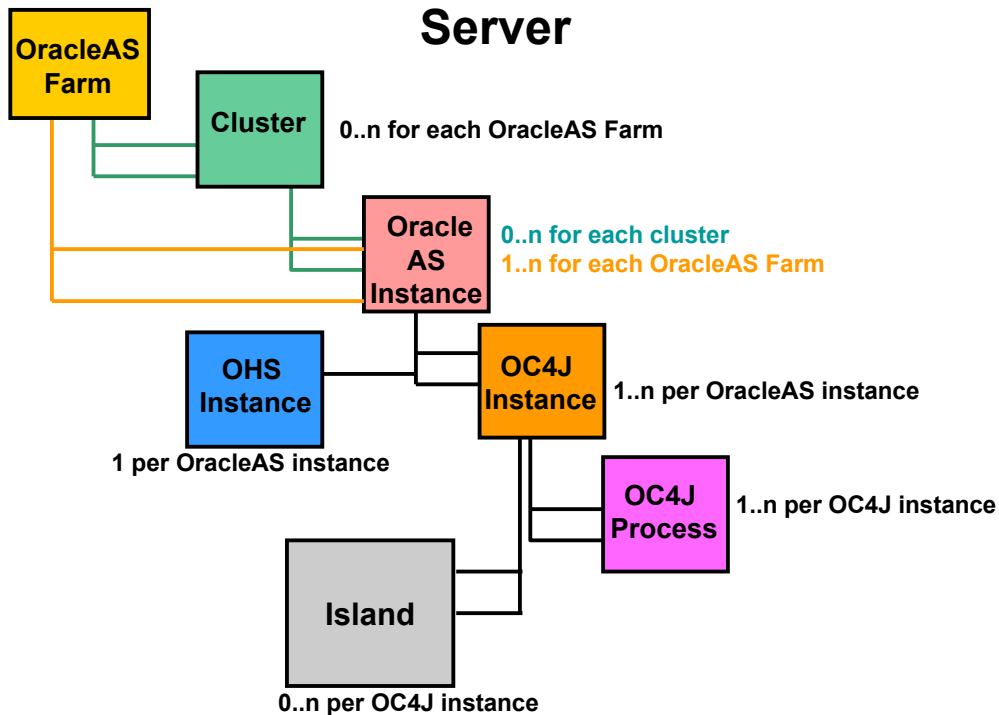 Server
OracleAS
Farm
Cluster
0..n for each OracleAS Farm
Oracle
AS
Instance
0..n for each cluster
1..n for each OracleAS Farm
OHS
Instance
1 per OracleAS instance
OC4J
Instance
1..n per OracleAS instance
OC4J
Process
1..n per OC4J instance
Island
0..n per OC4J instance